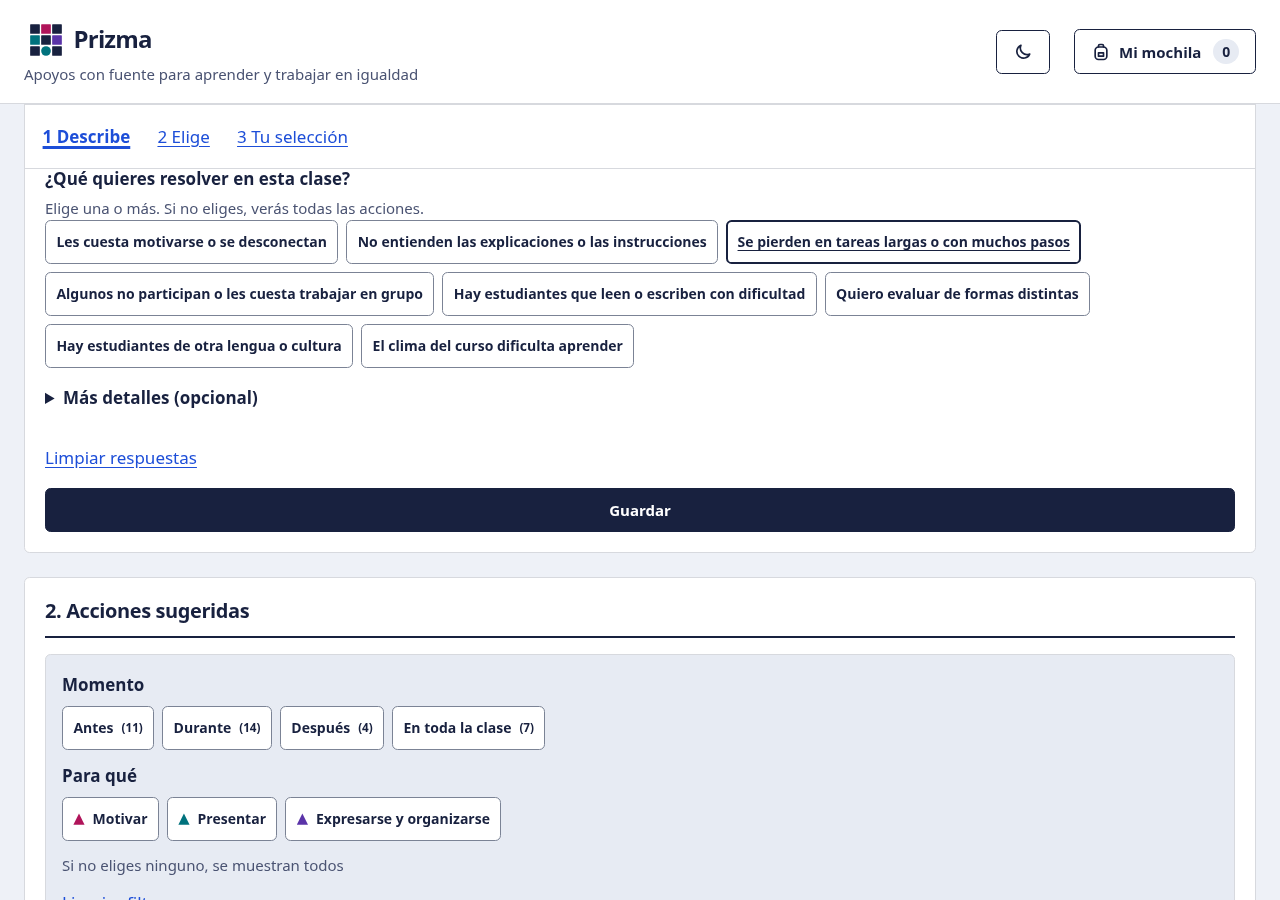 Prizma
Apoyos con fuente para aprender y trabajar en igualdad
Mi mochila 0
1 Describe 2 Elige 3 Tu selección
¿Qué quieres resolver en esta clase?
Elige una o más. Si no eliges, verás todas las acciones.
Les cuesta motivarse o se desconectan No entienden las explicaciones o las instrucciones Se pierden en tareas largas o con muchos pasos
Algunos no participan o les cuesta trabajar en grupo Hay estudiantes que leen o escriben con dificultad Quiero evaluar de formas distintas
Hay estudiantes de otra lengua o cultura El clima del curso dificulta aprender
Más detalles (opcional)
Limpiar respuestas
Guardar
2. Acciones sugeridas
Momento
Antes (11) Durante (14) Después (4) En toda la clase (7)
Para qué
Motivar Presentar Expresarse y organizarse
Si no eliges ninguno, se muestran todos